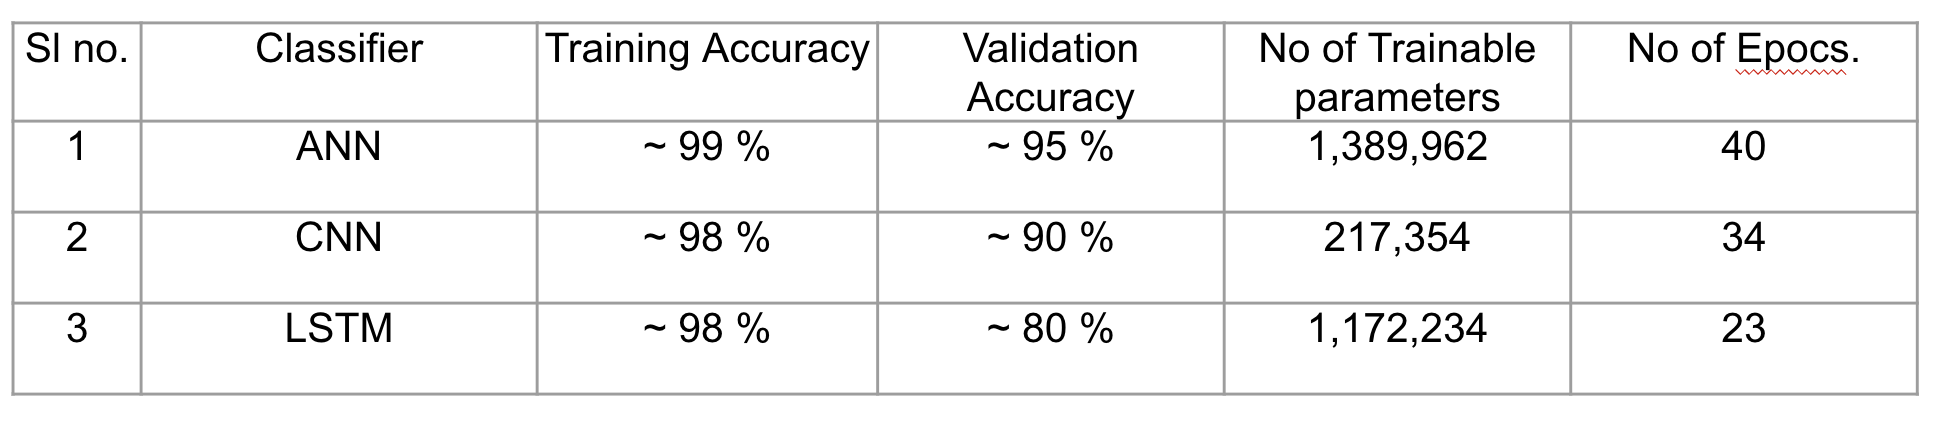 Sl no. Classifier Training Accuracy Validation Accuracy No of Trainable parameters No of Epocs.
1 ANN ~ 99 % ~ 95 % 1,389,962 40
2 CNN ~ 98 % ~ 90 % 217,354 34
3 LSTM ~ 98 % ~ 80 % 1,172,234 23